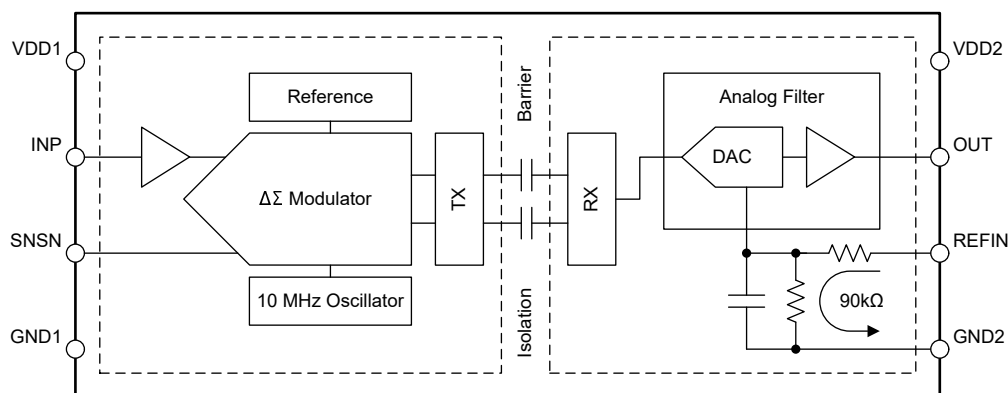 VDD1
VDD2
Reference
Barrier
Analog Filter
INP
OUT
DAC
ΔΣ Modulator
TX
RX
SNSN
REFIN
10 MHz Oscillator
90kΩ
Isolation
GND1
GND2